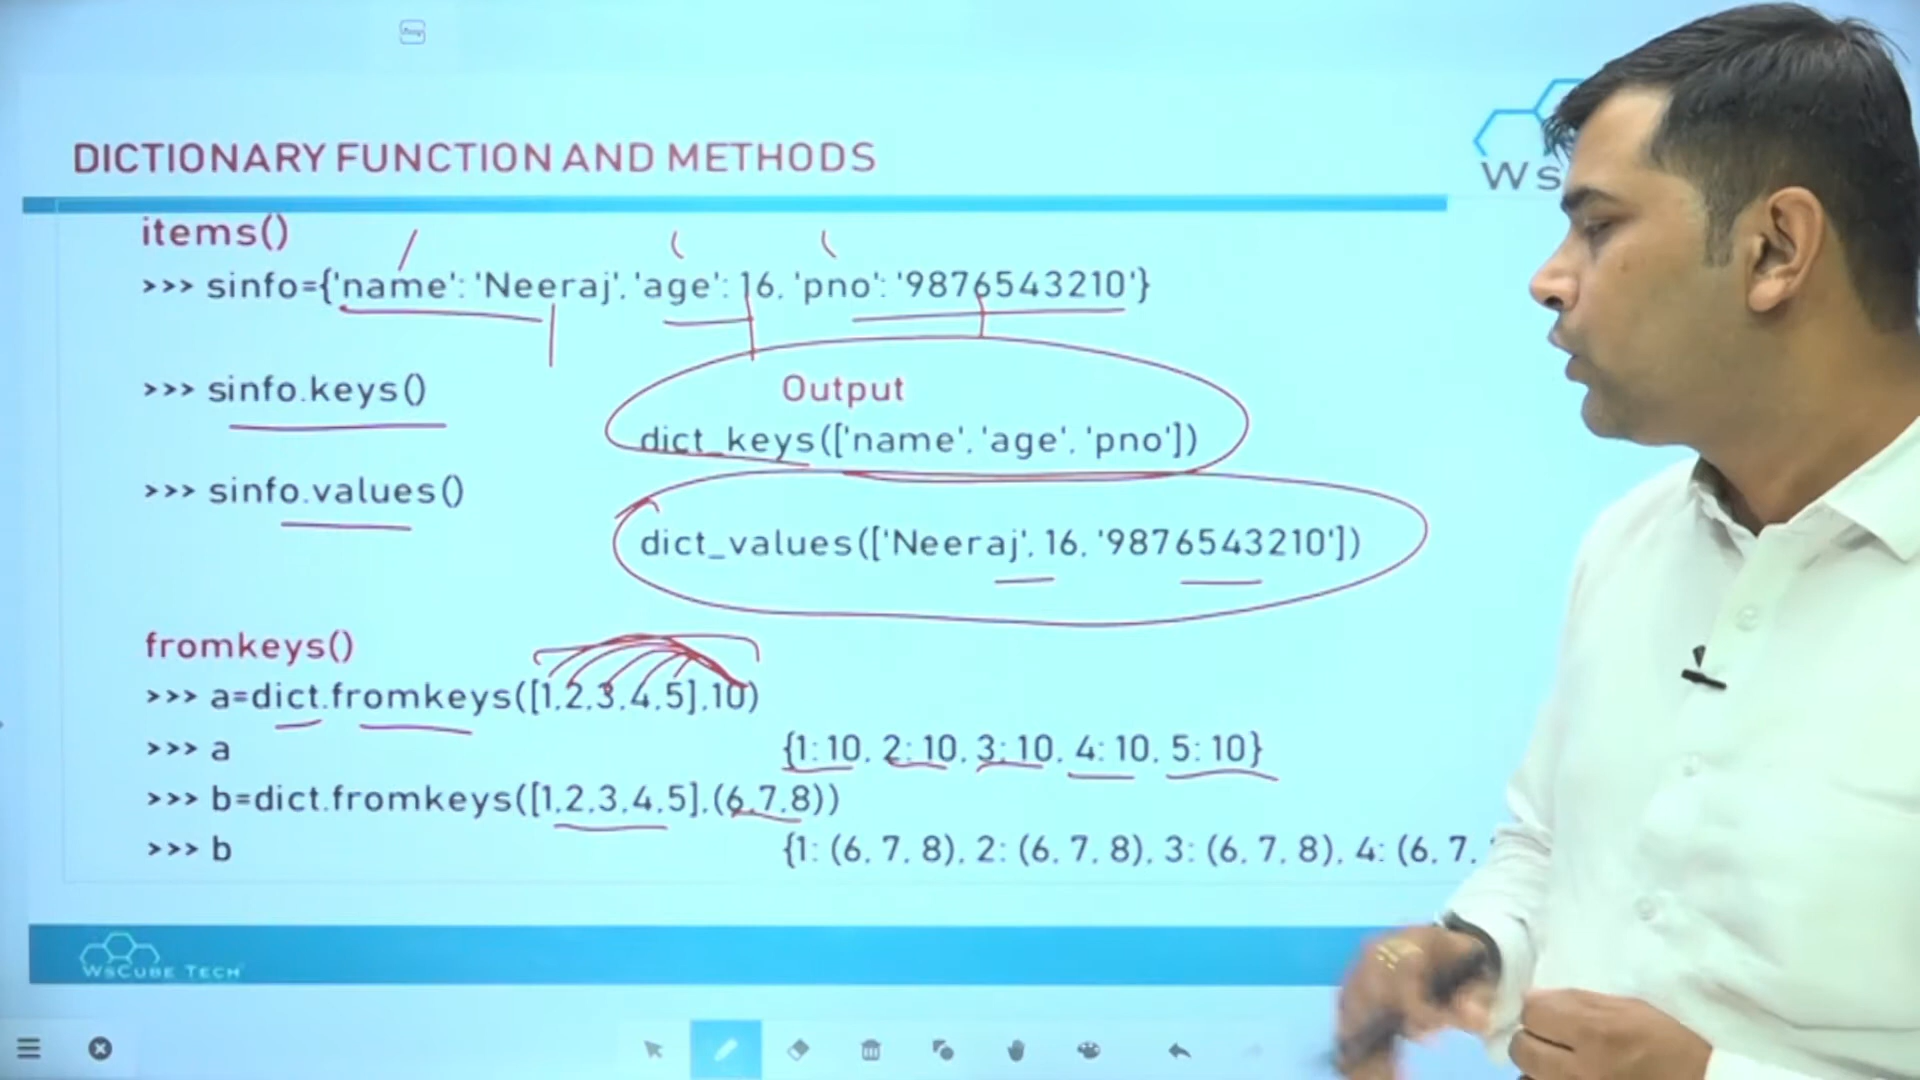 DICTIONARY FUNCTION AND METHODS
items()
>>> sinfo={'name': 'Neeraj', 'age': 16, 'pno': '9876543210'}
>>> sinfo.keys()
Output
dict_keys(['name', 'age', 'pno'])
>>> sinfo.values()
dict_values(['Neeraj', 16, '9876543210'])
fromkeys()
>>> a=dict.fromkeys([1,2,3,4,5],10)
>>> a
{1: 10, 2: 10, 3: 10, 4: 10, 5: 10}
>>> b=dict.fromkeys([1,2,3,4,5],(6,7,8))
>>> b
{1: (6, 7, 8), 2: (6, 7, 8), 3: (6, 7, 8), 4: (6, 7,
WsCube Tech